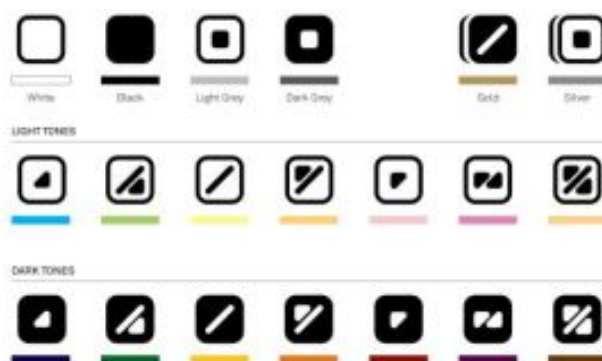 White Black Light Grey Dark Grey Gold Silver
LIGHT TONES
DARK TONES